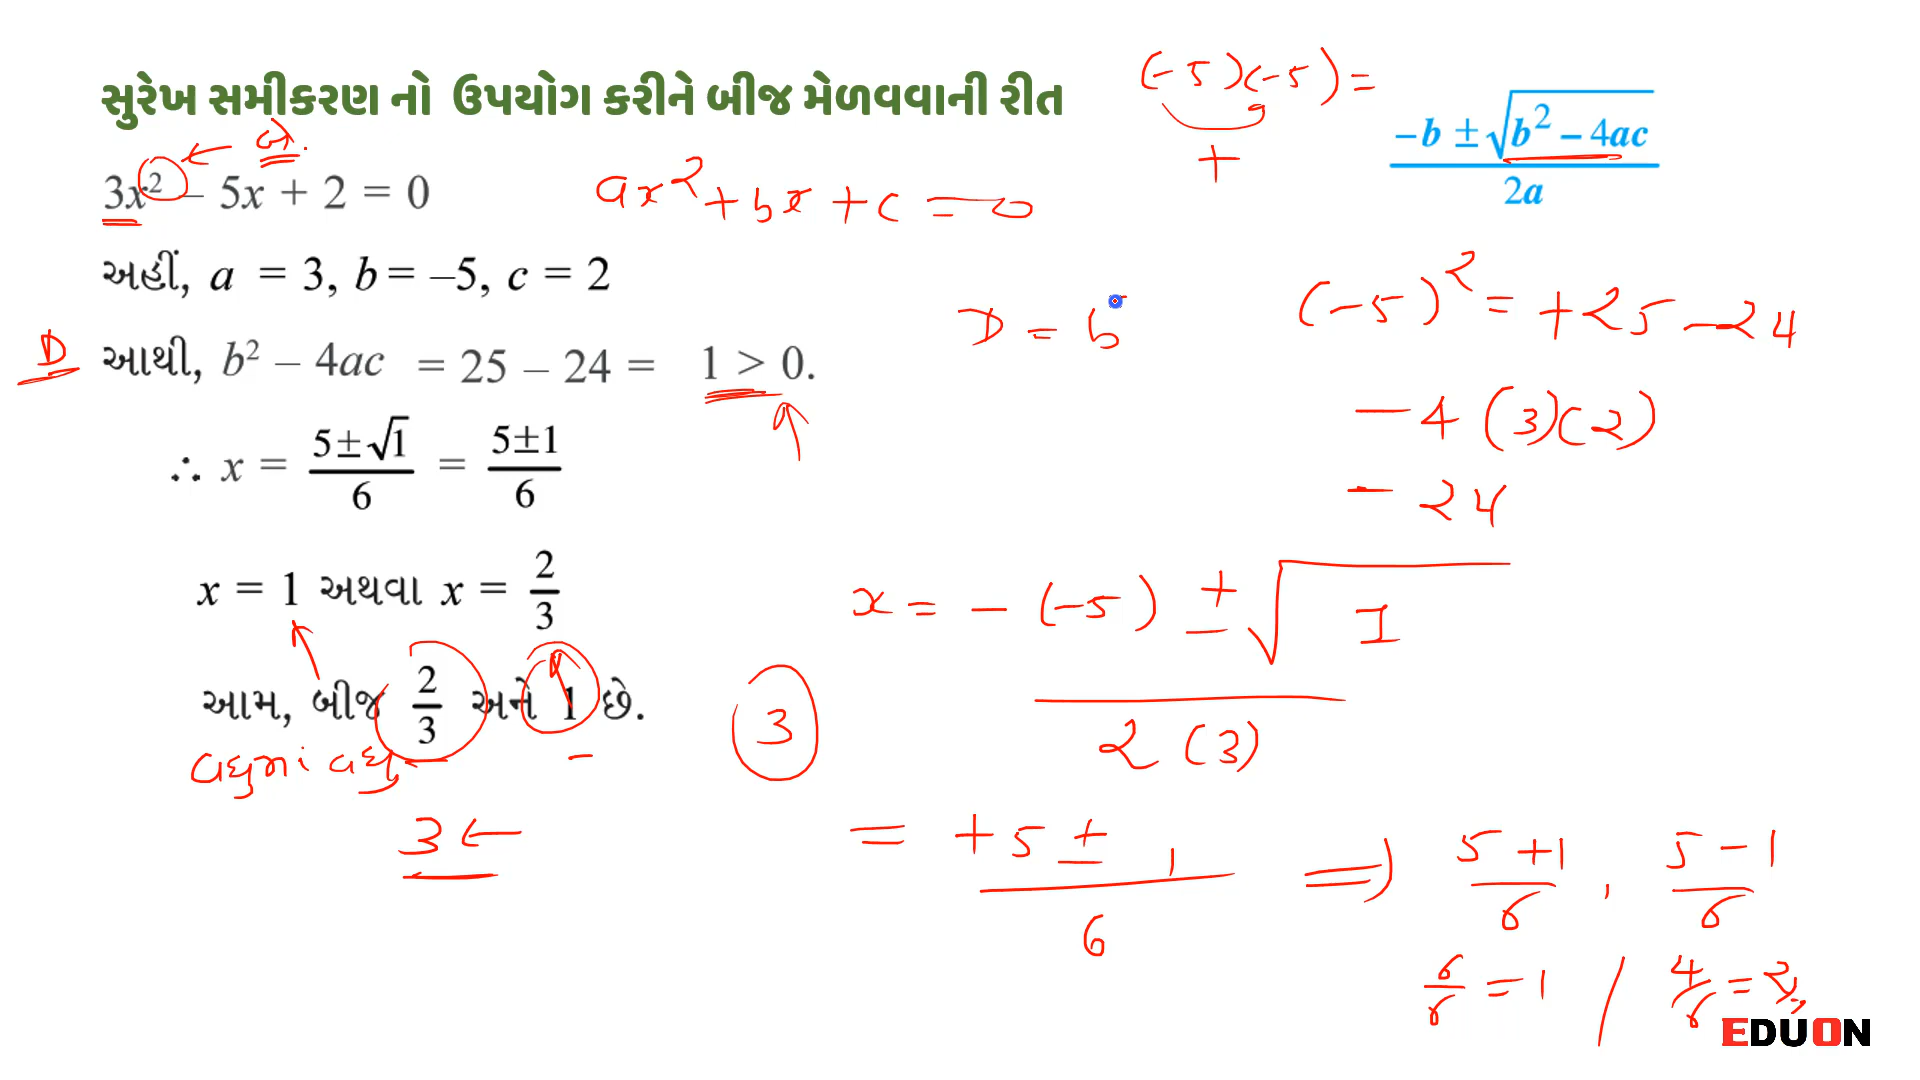 સુરેખ સમીકરણ નો ઉપયોગ કરીને બીજ મેળવવાની રીત
(-5)(-5) =
+
(-b ± √(b² – 4ac)) / 2a
બે.
3x² – 5x + 2 = 0
ax² + bx + c = 0
અહીં, a = 3, b = –5, c = 2
D
આથી, b² – 4ac = 25 – 24 = 1 > 0.
D = b
(-5)² = +25 - 24
- 4 (3)(2)
- 24
∴ x = (5 ± √1)/6 = (5 ± 1)/6
x = 1 અથવા x = 2/3
આમ, બીજ 2/3 અને 1 છે.
વધુમાં વધુ
3 ←
3
x = (-(-5) ± √1) / 2(3)
= (+5 ± 1)/6 ⇒ (5 + 1)/6 , (5 - 1)/6
6/6 = 1 / 4/6 = 2/3
EDUON